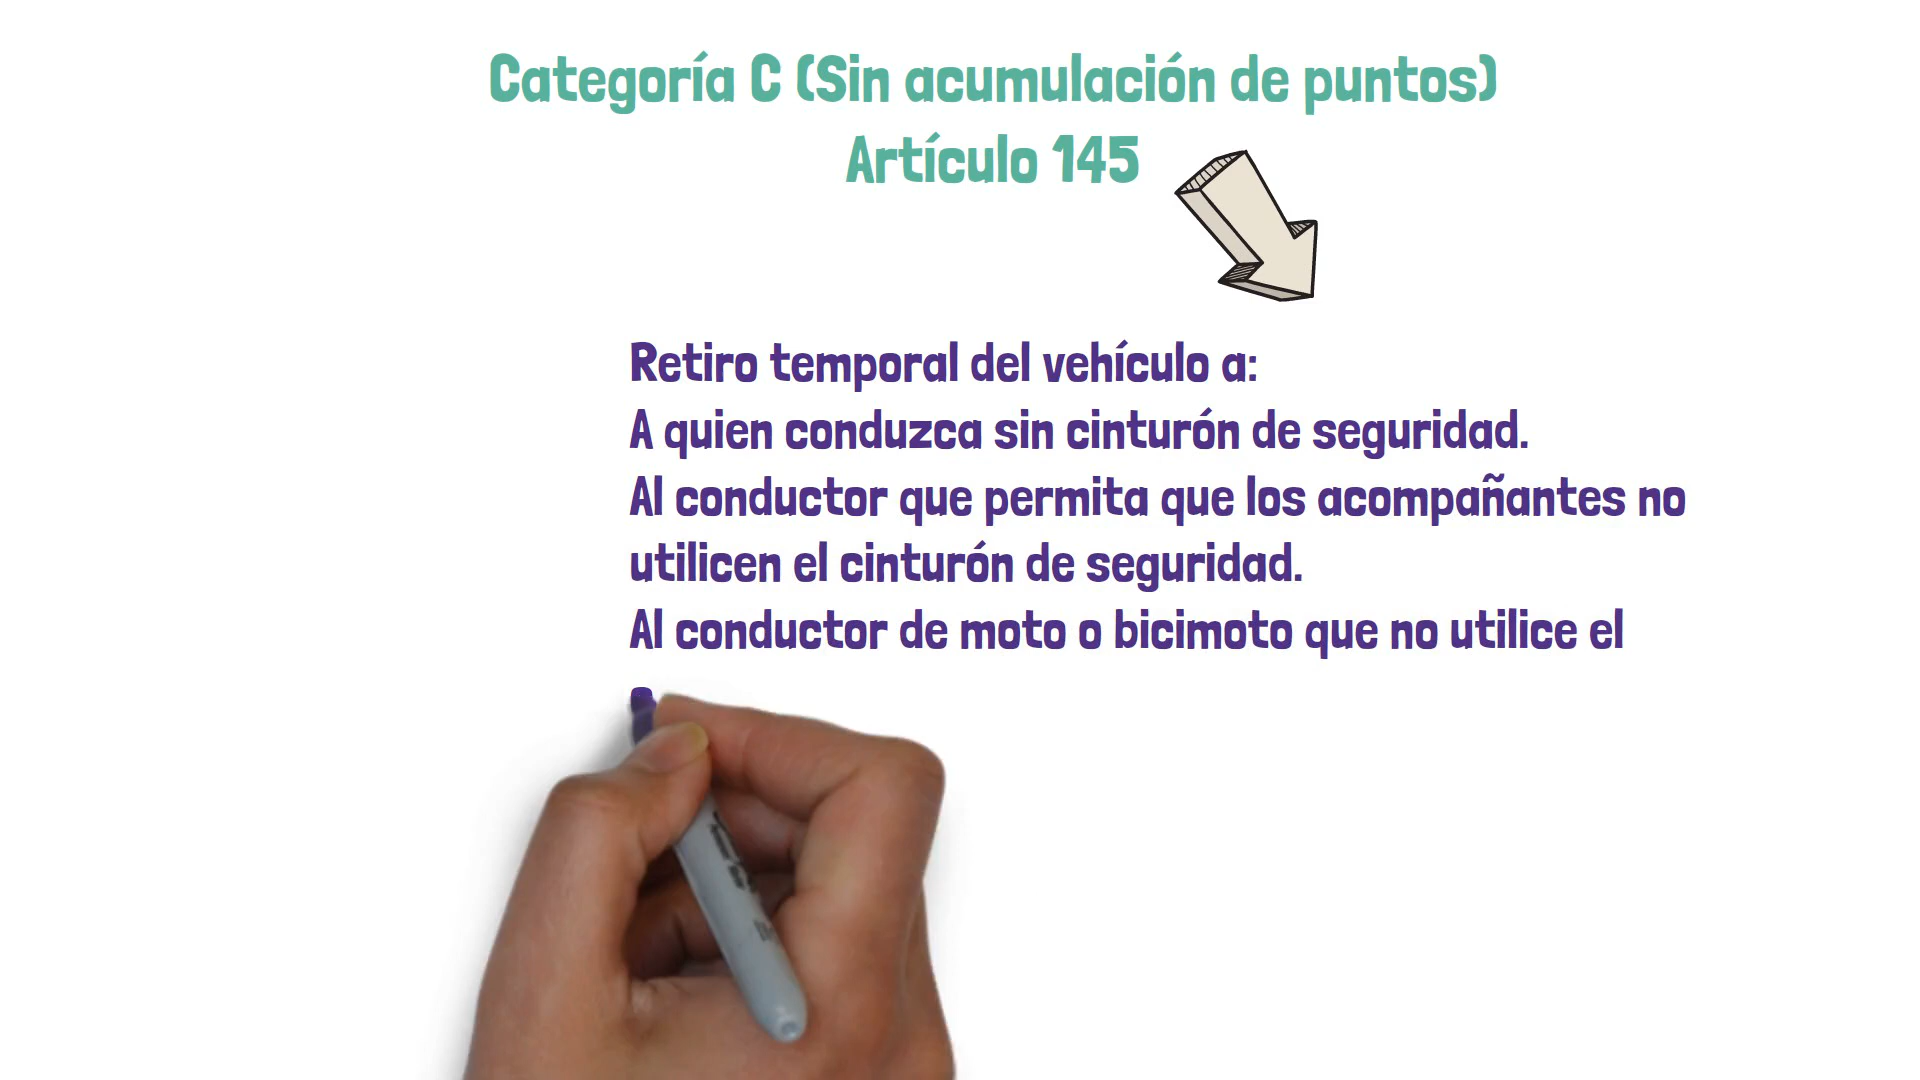 Categoría C (Sin acumulación de puntos)
Artículo 145
Retiro temporal del vehículo a:
A quien conduzca sin cinturón de seguridad.
Al conductor que permita que los acompañantes no
utilicen el cinturón de seguridad.
Al conductor de moto o bicimoto que no utilice el